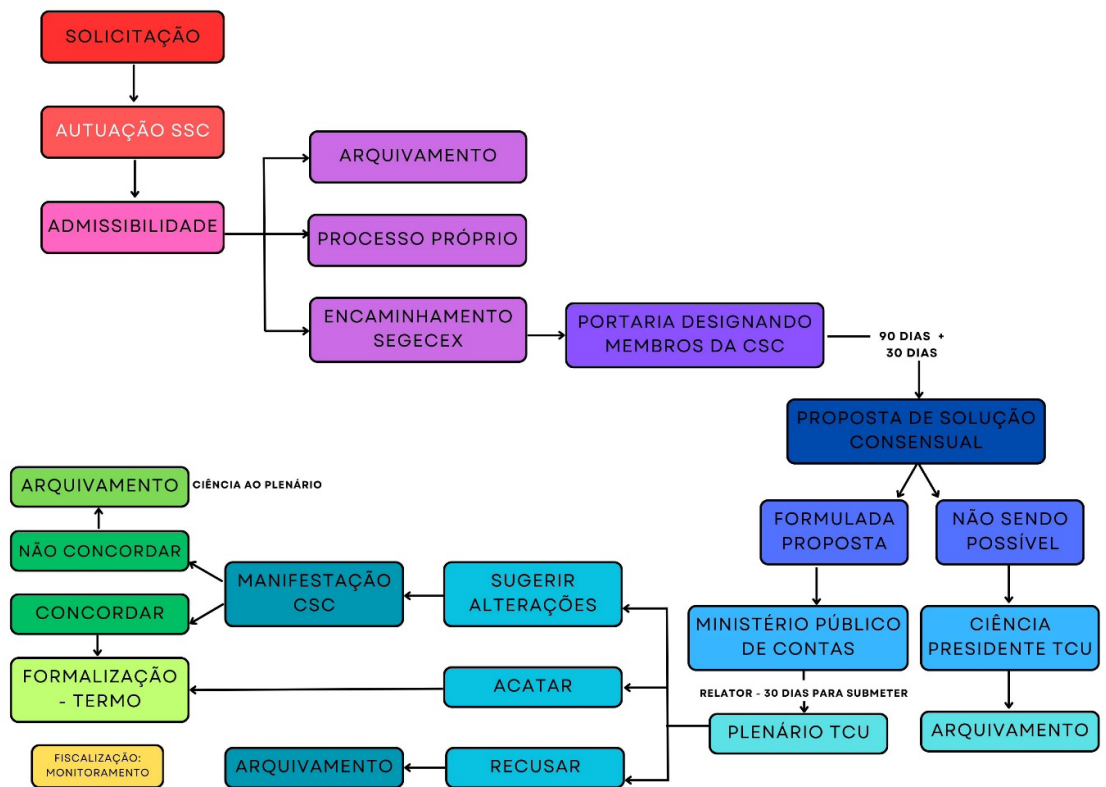 SOLICITAÇÃO
AUTUAÇÃO SSC
ADMISSIBILIDADE
ARQUIVAMENTO
PROCESSO PRÓPRIO
ENCAMINHAMENTO
SEGECEX
PORTARIA DESIGNANDO
MEMBROS DA CSC
90 DIAS +
30 DIAS
PROPOSTA DE SOLUÇÃO
CONSENSUAL
FORMULADA
PROPOSTA
NÃO SENDO
POSSÍVEL
MINISTÉRIO PÚBLICO
DE CONTAS
CIÊNCIA
PRESIDENTE TCU
RELATOR - 30 DIAS PARA SUBMETER
PLENÁRIO TCU
ARQUIVAMENTO
SUGERIR
ALTERAÇÕES
ACATAR
RECUSAR
MANIFESTAÇÃO
CSC
ARQUIVAMENTO
ARQUIVAMENTO
CIÊNCIA AO PLENÁRIO
NÃO CONCORDAR
CONCORDAR
FORMALIZAÇÃO
- TERMO
FISCALIZAÇÃO:
MONITORAMENTO